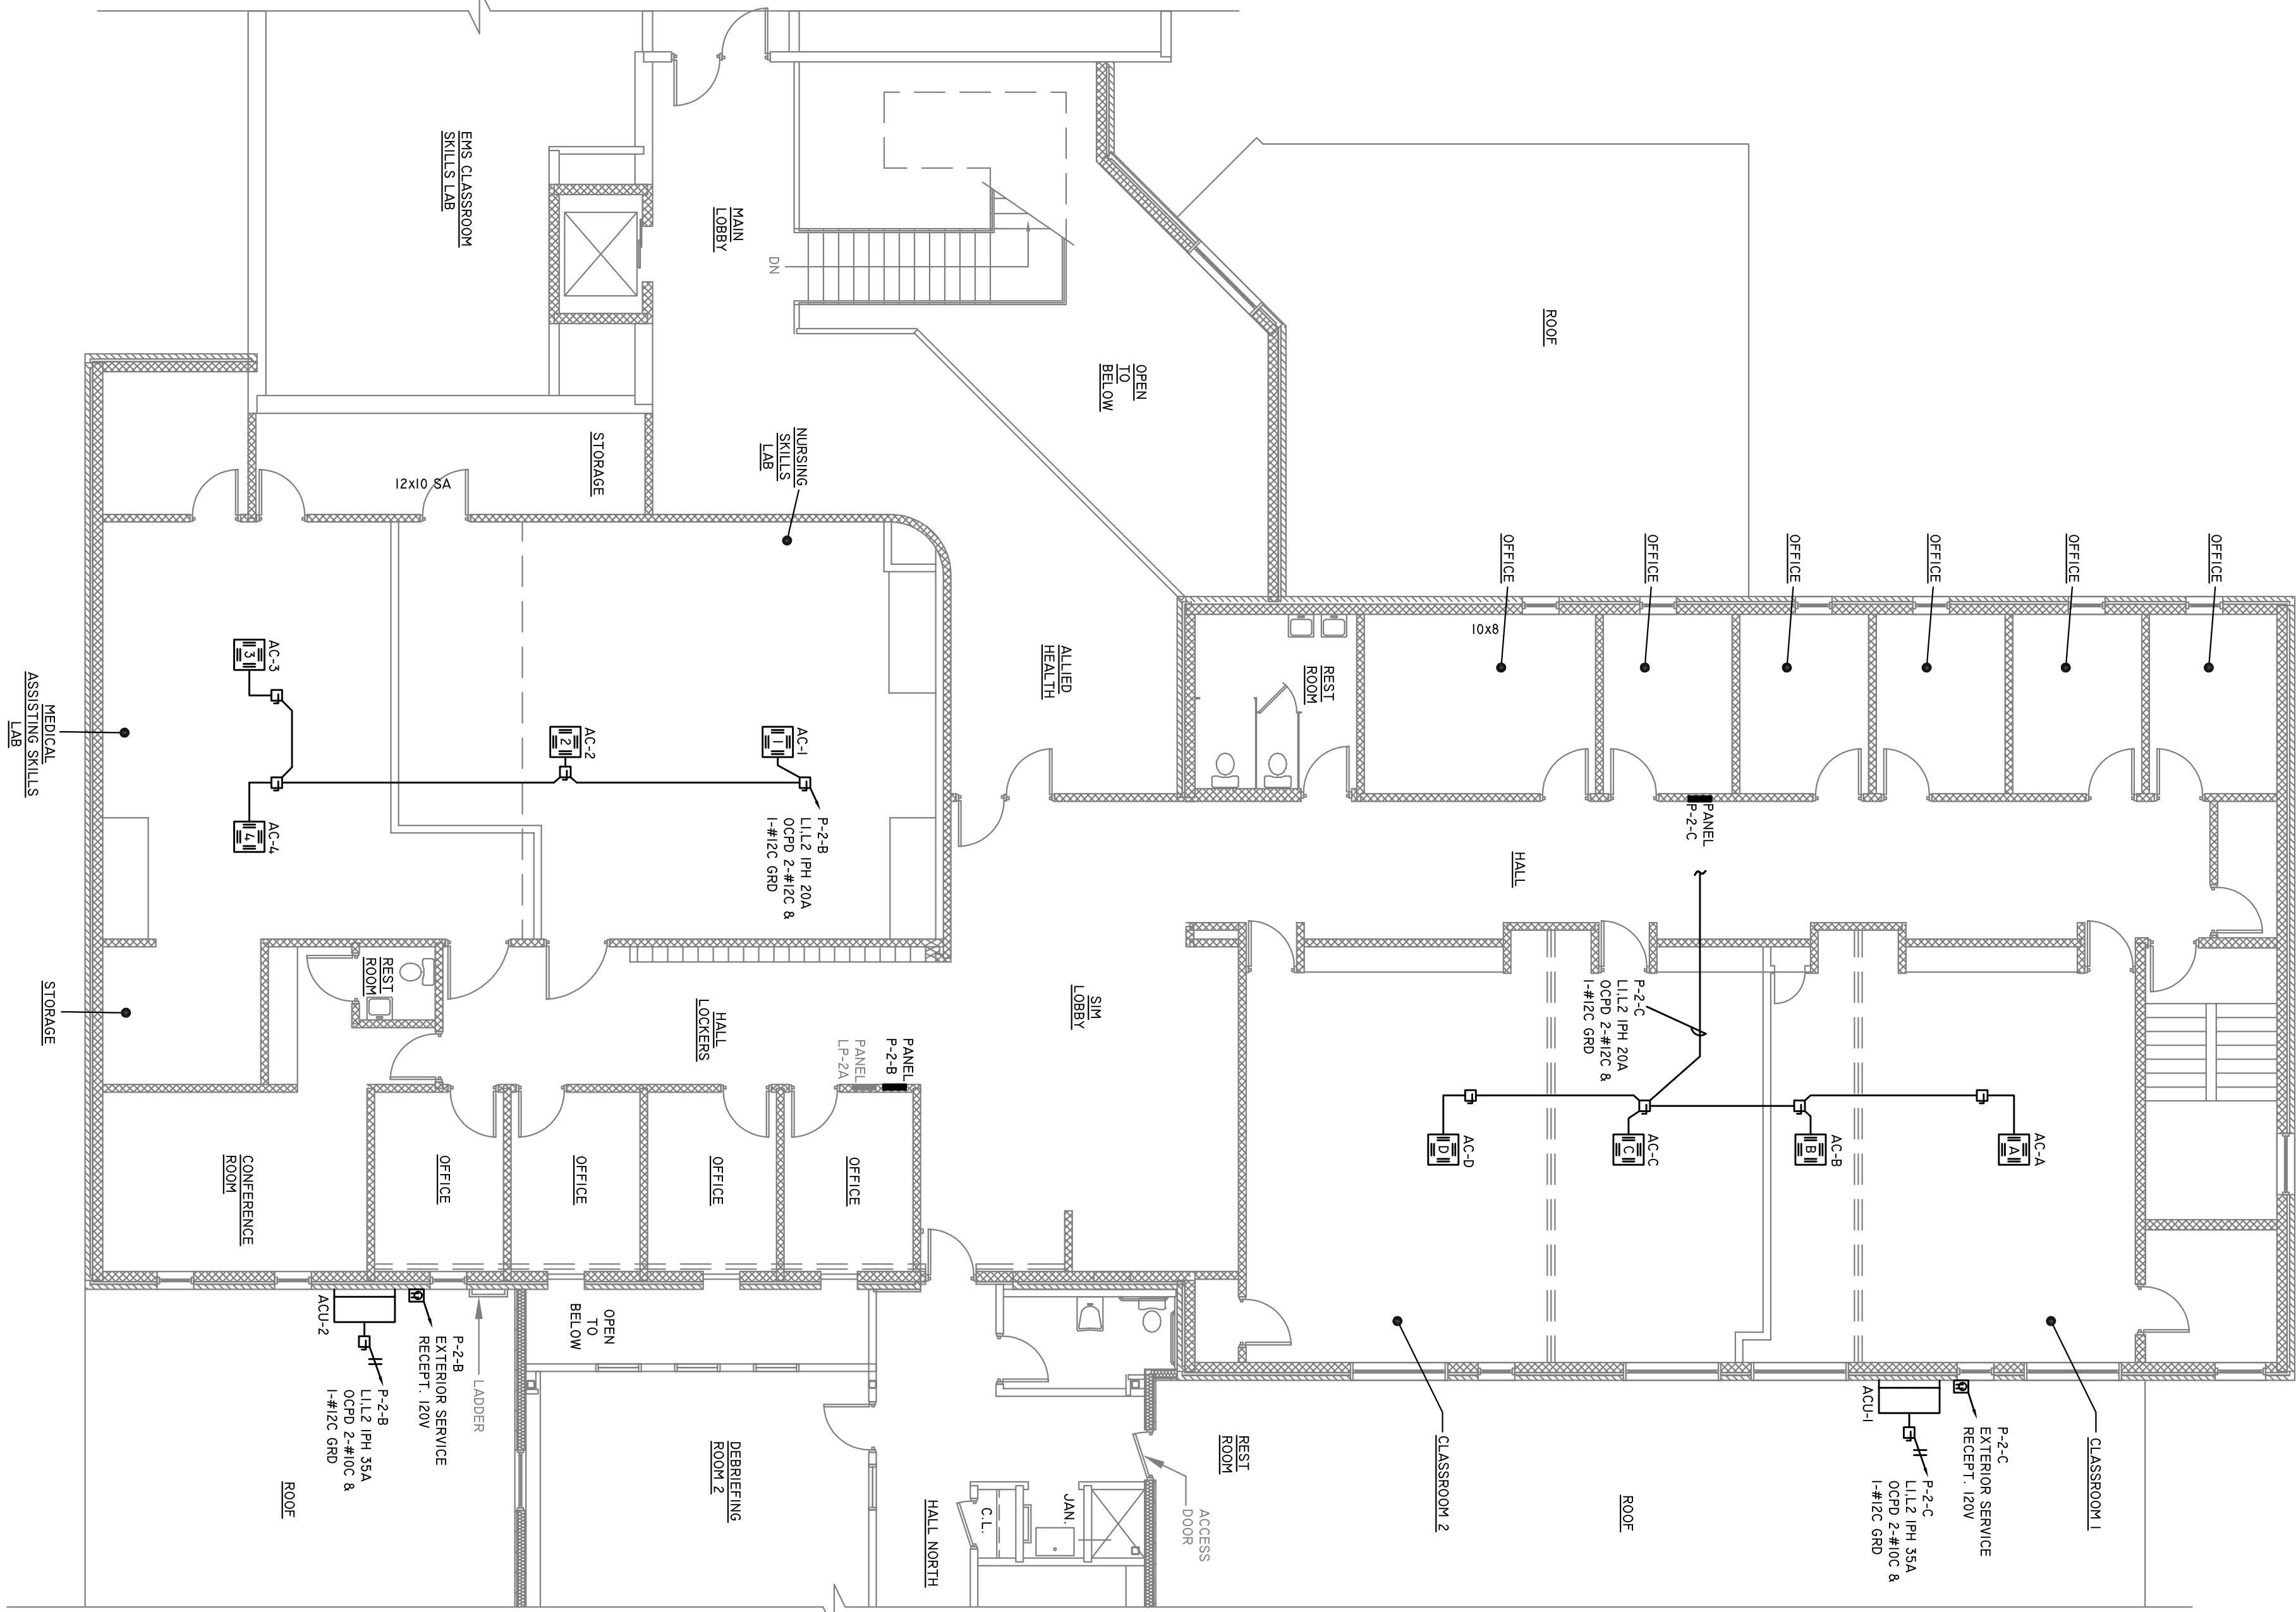 EMS CLASSROOM
SKILLS LAB
MAIN
LOBBY
DN
OPEN
TO
BELOW
ROOF
STORAGE
12x10 SA
NURSING
SKILLS
LAB
OFFICE
OFFICE
OFFICE
OFFICE
OFFICE
OFFICE
10x8
REST
ROOM
ALLIED
HEALTH
AC-3
3
AC-2
2
AC-1
1
AC-4
4
MEDICAL
ASSISTING SKILLS
LAB
P-2-B
L1,L2 1PH 20A
OCPD 2-#12C &
1-#12C GRD
PANEL
P-2-C
HALL
STORAGE
REST
ROOM
HALL
LOCKERS
PANEL
LP-2A
PANEL
P-2-B
SIM
LOBBY
P-2-C
L1,L2 1PH 20A
OCPD 2-#12C &
1-#12C GRD
AC-D
D
AC-C
C
AC-B
B
AC-A
A
CONFERENCE
ROOM
OFFICE
OFFICE
OFFICE
OFFICE
ACU-2
P-2-B
EXTERIOR SERVICE
RECEPT. 120V
P-2-B
L1,L2 1PH 35A
OCPD 2-#10C &
1-#12C GRD
LADDER
OPEN
TO
BELOW
ROOF
DEBRIEFING
ROOM 2
HALL NORTH
C.L.
JAN.
ACCESS
DOOR
REST
ROOM
CLASSROOM 2
ROOF
ACU-1
P-2-C
EXTERIOR SERVICE
RECEPT. 120V
P-2-C
L1,L2 1PH 35A
OCPD 2-#10C &
1-#12C GRD
CLASSROOM 1